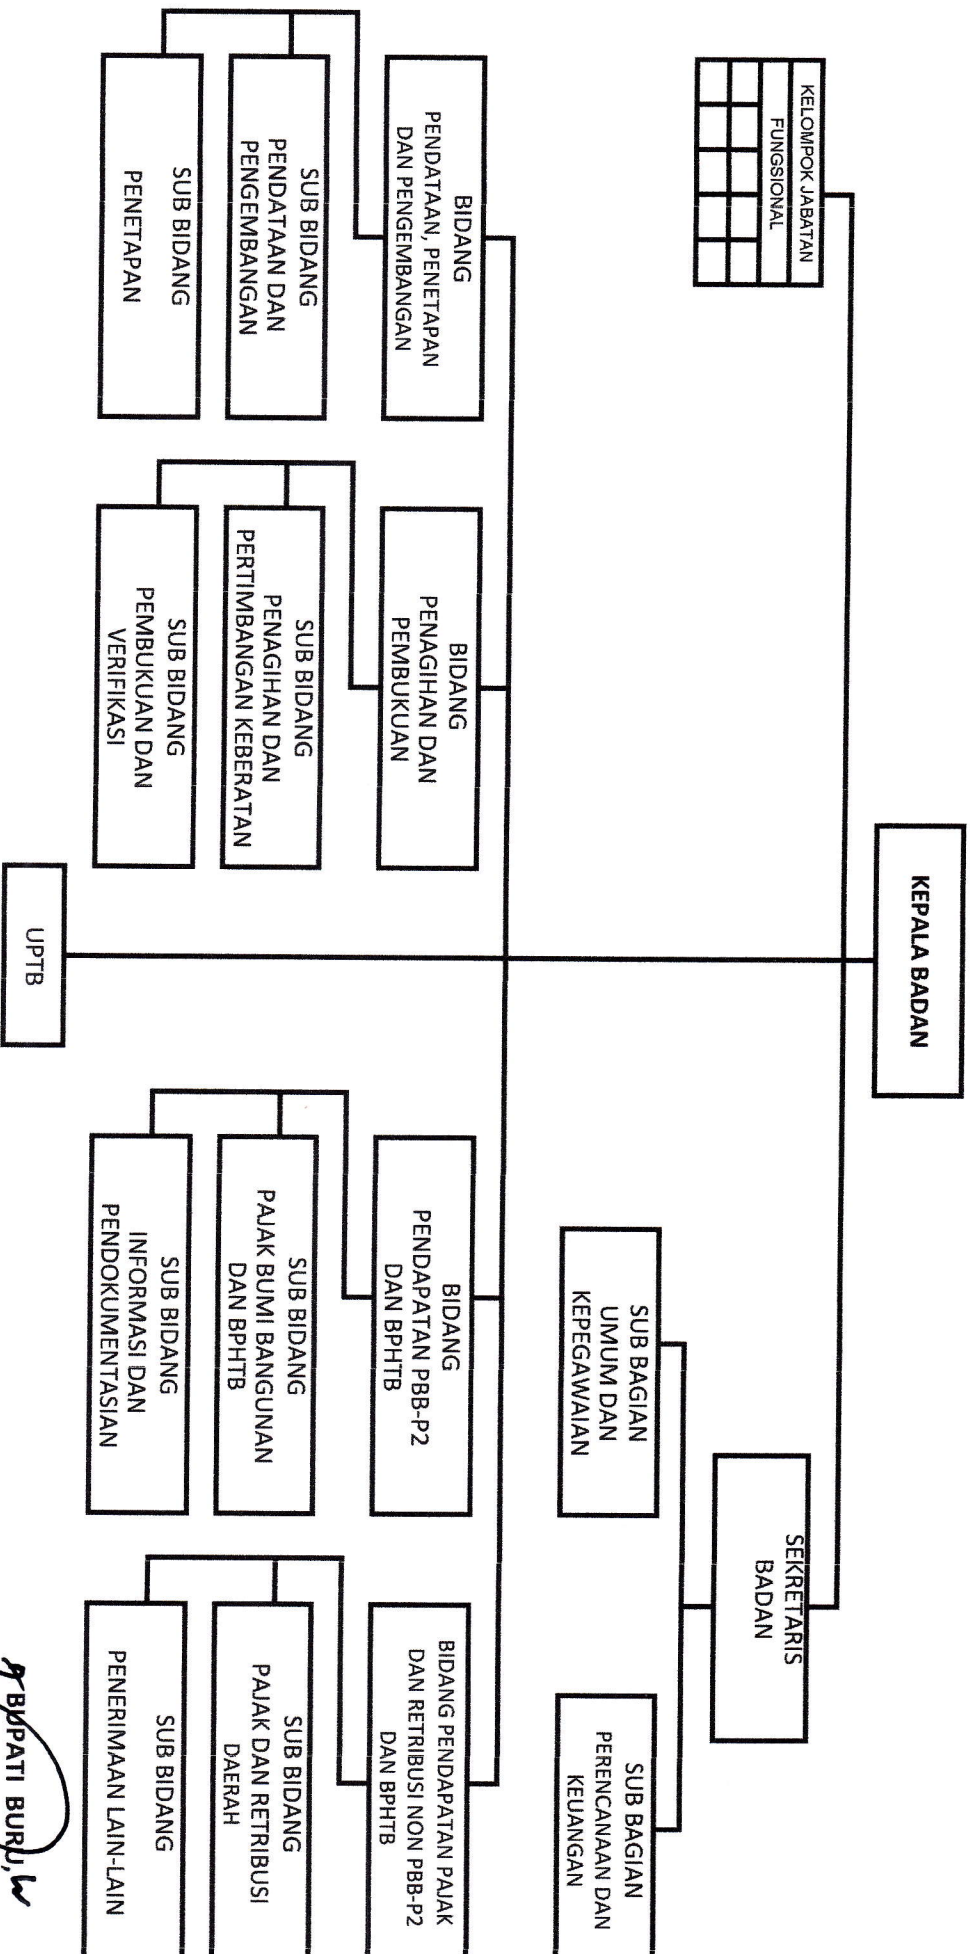 KEPALA BADAN
KELOMPOK JABATAN
FUNGSIONAL
SEKRETARIS
BADAN
SUB BAGIAN
UMUM DAN
KEPEGAWAIAN
SUB BAGIAN
PERENCANAAN DAN
KEUANGAN
BIDANG
PENDATAAN, PENETAPAN
DAN PENGEMBANGAN
SUB BIDANG
PENDATAAN DAN
PENGEMBANGAN
SUB BIDANG
PENETAPAN
BIDANG
PENAGIHAN DAN
PEMBUKUAN
SUB BIDANG
PENAGIHAN DAN
PERTIMBANGAN KEBERATAN
SUB BIDANG
PEMBUKUAN DAN
VERIFIKASI
BIDANG
PENDAPATAN PBB-P2
DAN BPHTB
SUB BIDANG
PAJAK BUMI BANGUNAN
DAN BPHTB
SUB BIDANG
INFORMASI DAN
PENDOKUMENTASIAN
BIDANG PENDAPATAN PAJAK
DAN RETRIBUSI NON PBB-P2
DAN BPHTB
SUB BIDANG
PAJAK DAN RETRIBUSI
DAERAH
SUB BIDANG
PENERIMAAN LAIN-LAIN
UPTB
BUPATI BURU,